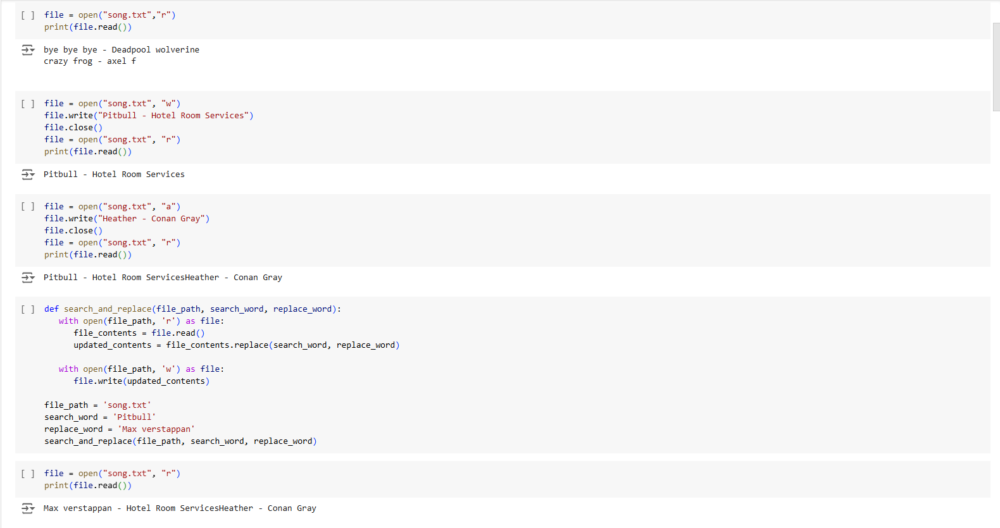 [ ] file = open("song.txt","r")
print(file.read())
bye bye bye - Deadpool wolverine
crazy frog - axel f
[ ] file = open("song.txt", "w")
file.write("Pitbull - Hotel Room Services")
file.close()
file = open("song.txt", "r")
print(file.read())
Pitbull - Hotel Room Services
[ ] file = open("song.txt", "a")
file.write("Heather - Conan Gray")
file.close()
file = open("song.txt", "r")
print(file.read())
Pitbull - Hotel Room ServicesHeather - Conan Gray
[ ] def search_and_replace(file_path, search_word, replace_word):
with open(file_path, 'r') as file:
file_contents = file.read()
updated_contents = file_contents.replace(search_word, replace_word)
with open(file_path, 'w') as file:
file.write(updated_contents)
file_path = 'song.txt'
search_word = 'Pitbull'
replace_word = 'Max verstappan'
search_and_replace(file_path, search_word, replace_word)
[ ] file = open("song.txt", "r")
print(file.read())
Max verstappan - Hotel Room ServicesHeather - Conan Gray